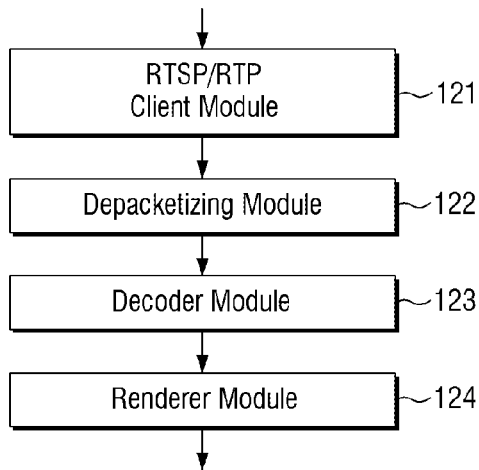 RTSP/RTP
Client Module
121
Depacketizing Module
122
Decoder Module
123
Renderer Module
124